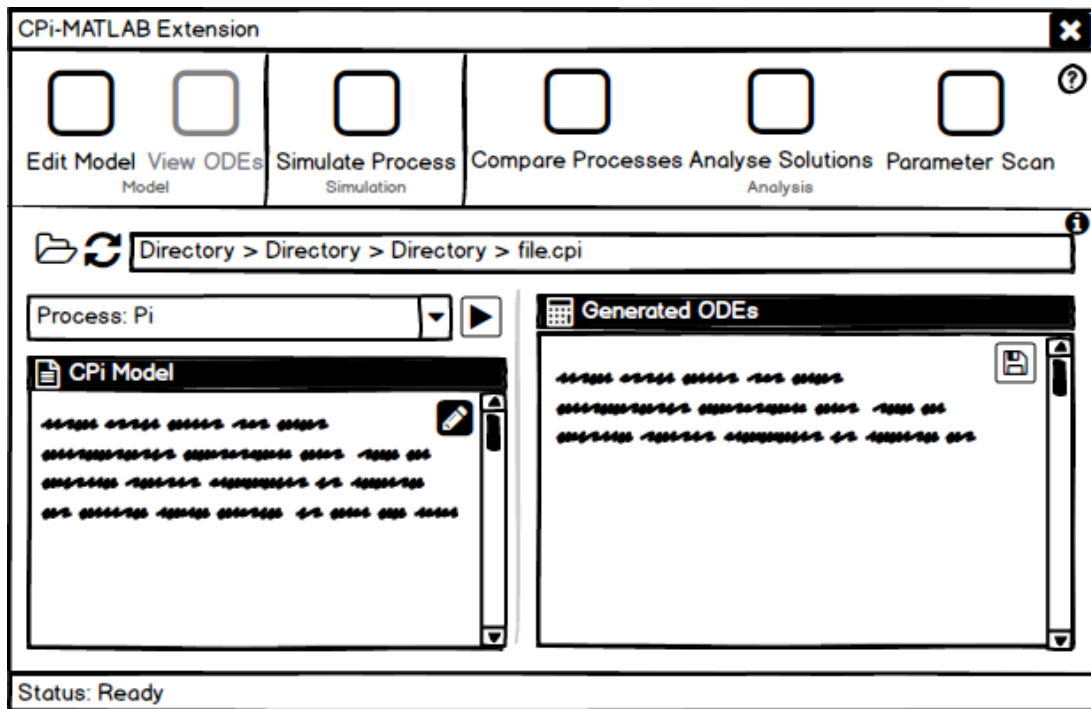 CPi-MATLAB Extension
Edit Model View ODEs Simulate Process Compare Processes Analyse Solutions Parameter Scan
Model Simulation Analysis
Directory > Directory > Directory > file.cpi
Process: Pi
Generated ODEs
CPi Model
Status: Ready